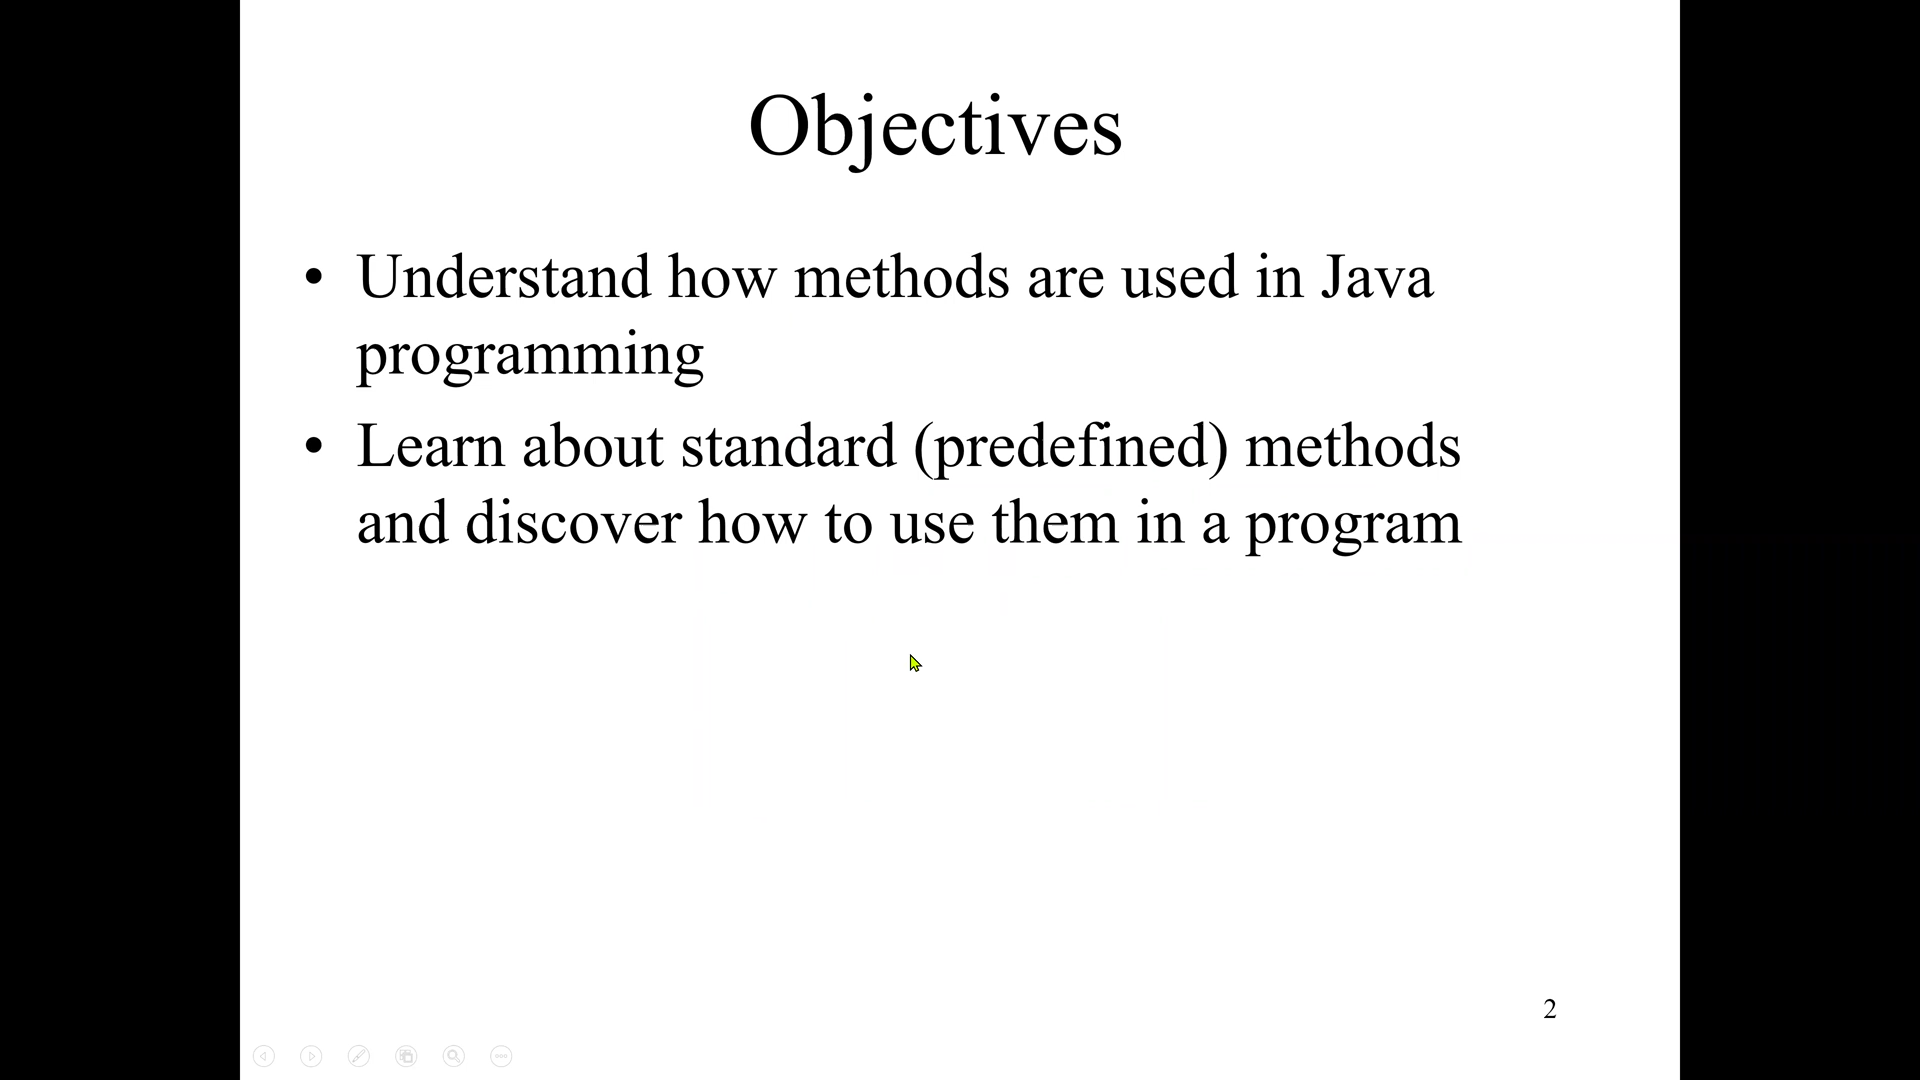 Objectives
• Understand how methods are used in Java
programming
• Learn about standard (predefined) methods
and discover how to use them in a program
2